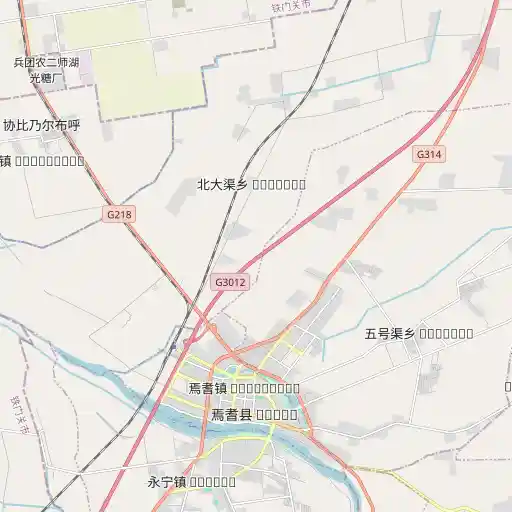 铁门关市
兵团农二师湖
光糖厂
协比乃尔布呼
镇
G314
北大渠乡
G218
G3012
五号渠乡
焉耆镇
焉耆县
铁门关市
永宁镇